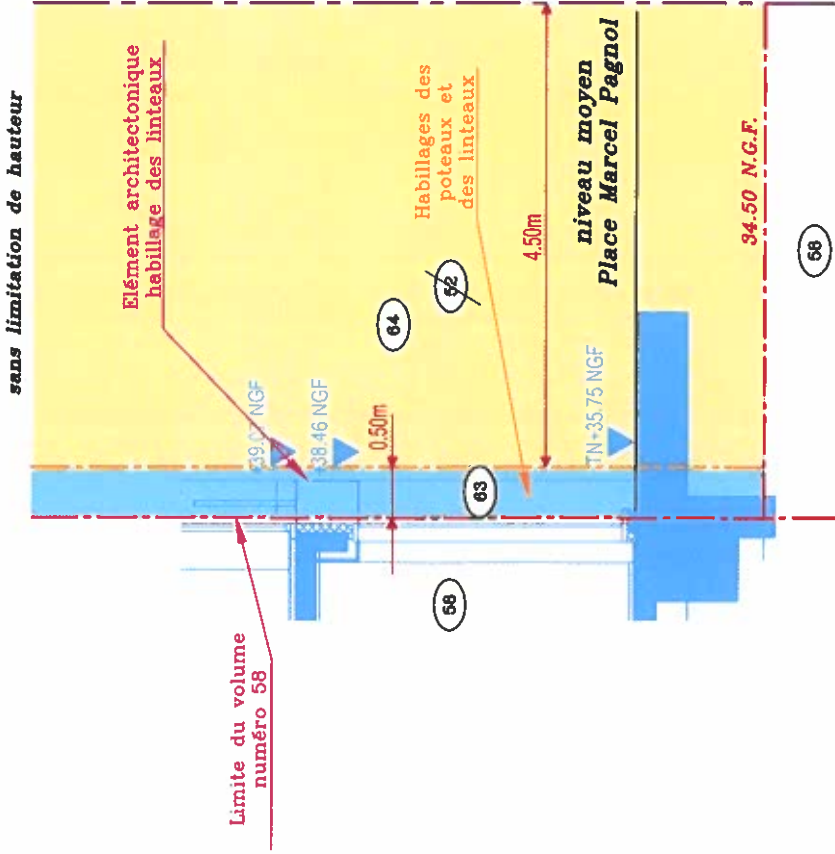 sans limitation de hauteur
Elément architectonique
habillage des linteaux
Habillages des
poteaux et
des linteaux
38.46 NGF
0.50m
64
52
4.50m
Limite du volume
numéro 58
63
58
TN+35.75 NGF
niveau moyen
Place Marcel Pagnol
34.50 N.G.F.
58